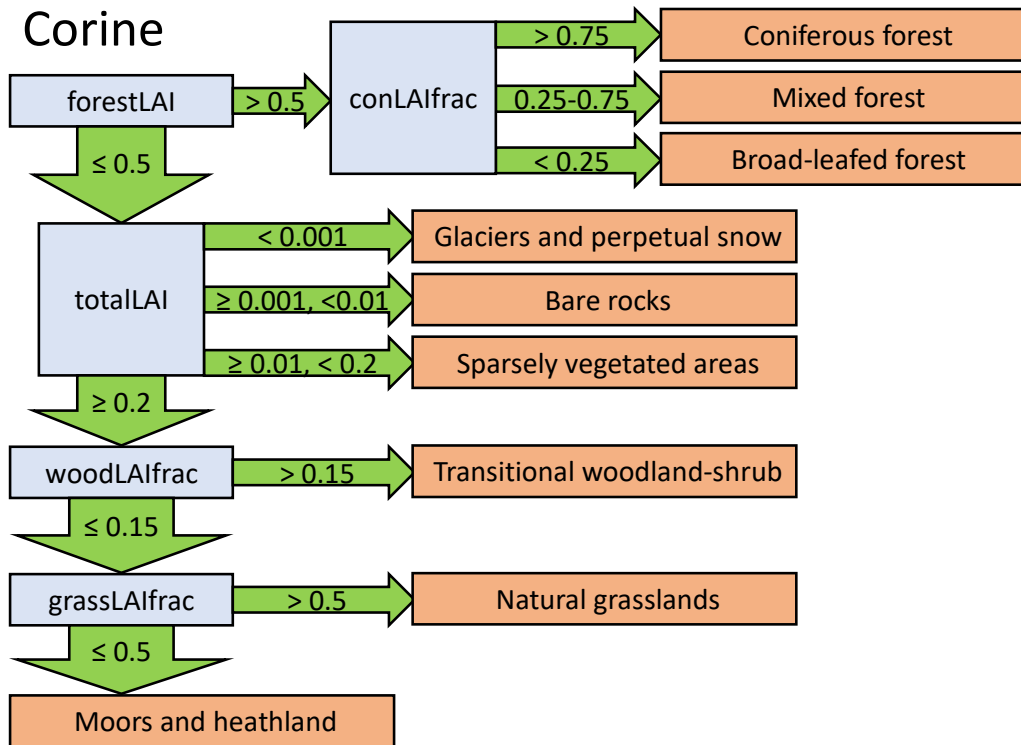 Corine
forestLAI
> 0.5
conLAIfrac
> 0.75
Coniferous forest
0.25-0.75
Mixed forest
< 0.25
Broad-leafed forest
≤ 0.5
totalLAI
< 0.001
Glaciers and perpetual snow
≥ 0.001, <0.01
Bare rocks
≥ 0.01, < 0.2
Sparsely vegetated areas
≥ 0.2
woodLAIfrac
> 0.15
Transitional woodland-shrub
≤ 0.15
grassLAIfrac
> 0.5
Natural grasslands
≤ 0.5
Moors and heathland